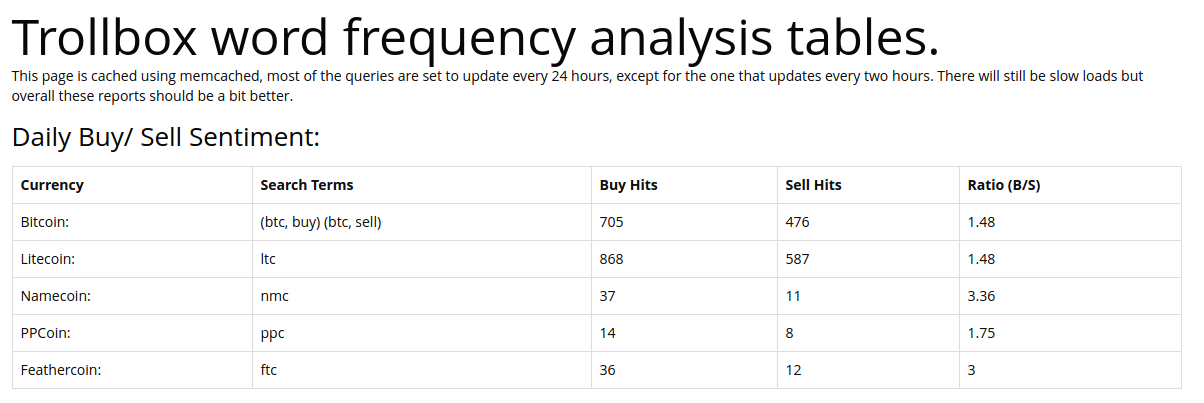 Trollbox word frequency analysis tables.
This page is cached using memcached, most of the queries are set to update every 24 hours, except for the one that updates every two hours. There will still be slow loads but
overall these reports should be a bit better.
Daily Buy/ Sell Sentiment:
Currency Search Terms Buy Hits Sell Hits Ratio (B/S)
Bitcoin: (btc, buy) (btc, sell) 705 476 1.48
Litecoin: ltc 868 587 1.48
Namecoin: nmc 37 11 3.36
PPCoin: ppc 14 8 1.75
Feathercoin: ftc 36 12 3